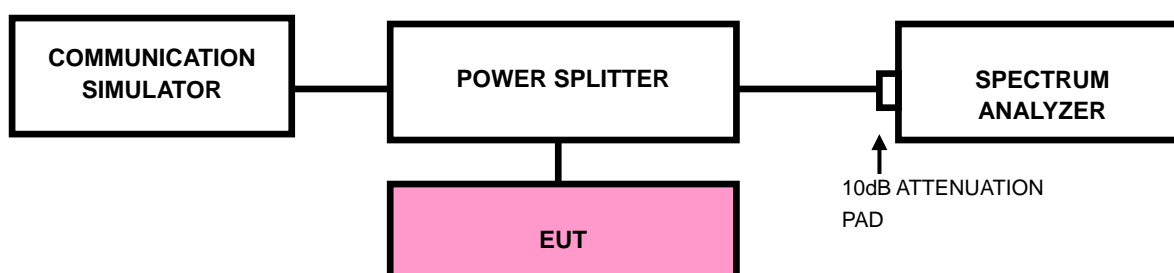 COMMUNICATION
SIMULATOR
POWER SPLITTER
SPECTRUM
ANALYZER
10dB ATTENUATION
PAD
EUT